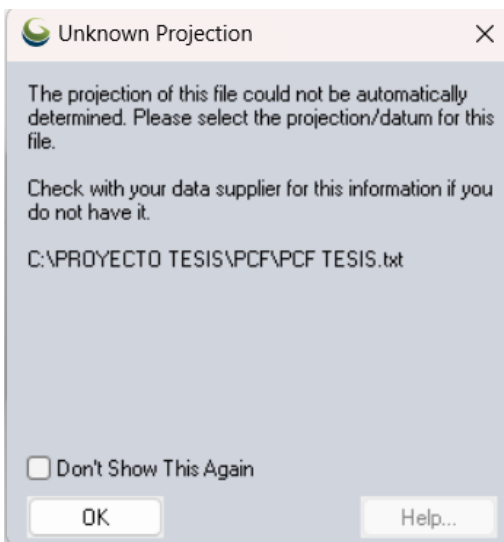 Unknown Projection
The projection of this file could not be automatically
determined. Please select the projection/datum for this
file.
Check with your data supplier for this information if you
do not have it.
C:\PROYECTO TESIS\PCF\PCF TESIS.txt
Don't Show This Again
OK
Help...